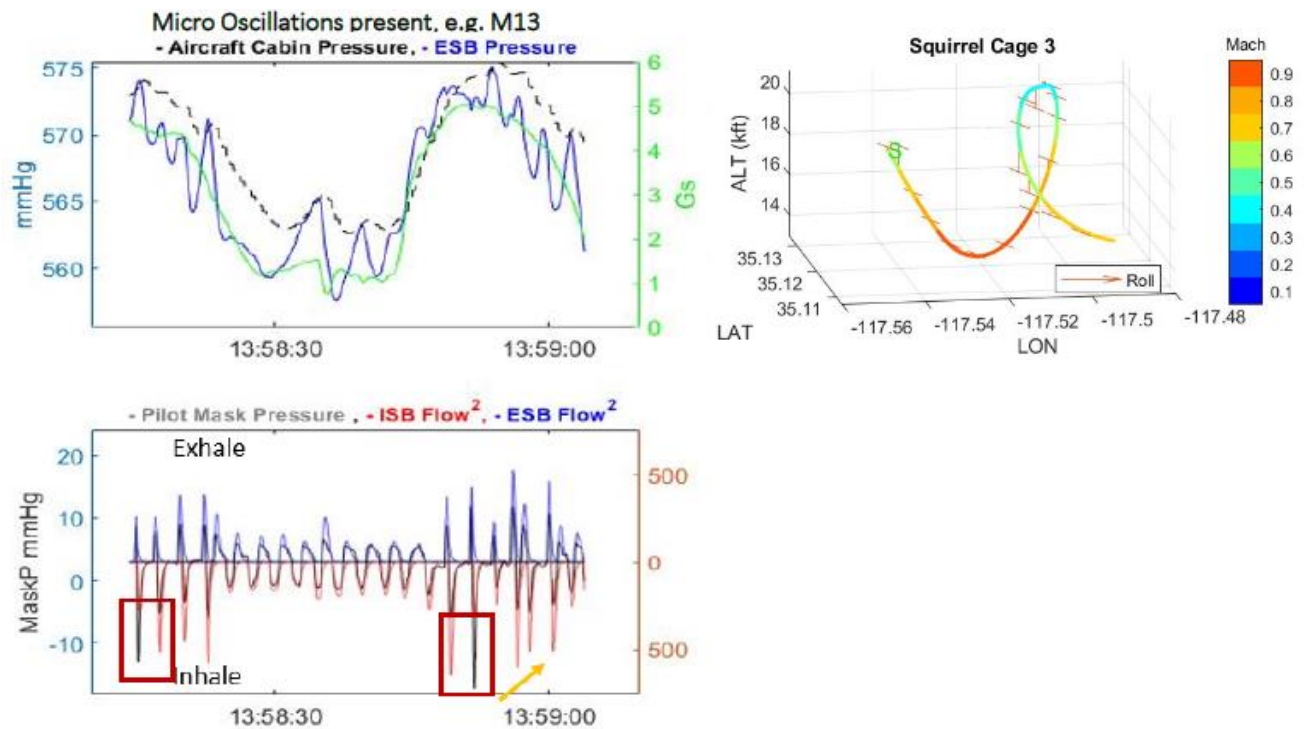 Micro Oscillations present, e.g. M13
- Aircraft Cabin Pressure, - ESB Pressure
575
570
565
560
mmHg
6
5
4
3
2
1
0
Gs
13:58:30 13:59:00
Squirrel Cage 3
Mach
20
18
16
14
ALT (kft)
S
35.13
35.12
35.11
LAT
-117.56 -117.54 -117.52 -117.5 -117.48
LON
Roll
0.9
0.8
0.7
0.6
0.5
0.4
0.3
0.2
0.1
- Pilot Mask Pressure , - ISB Flow², - ESB Flow²
Exhale
20
10
0
-10
MaskP mmHg
500
0
500
Inhale
13:58:30 13:59:00